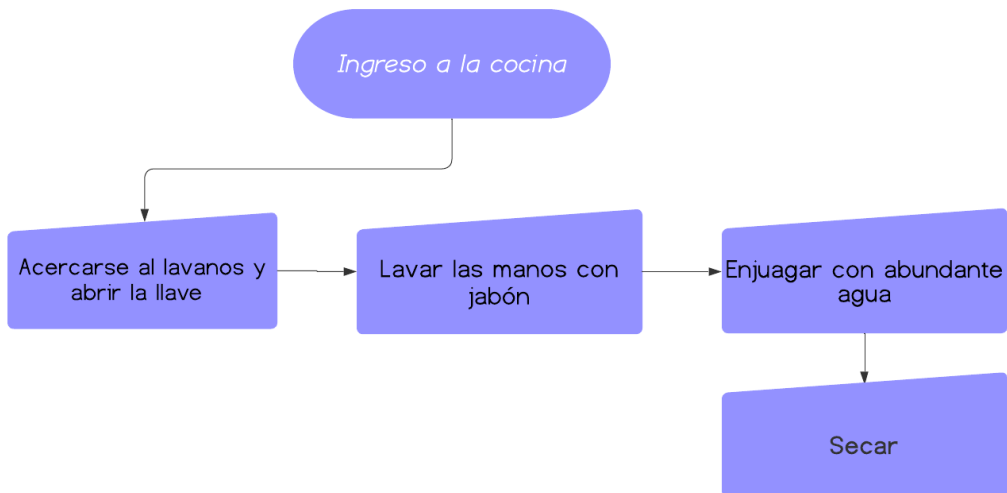 Ingreso a la cocina
Acercarse al lavanos y
abrir la llave
Lavar las manos con
jabón
Enjuagar con abundante
agua
Secar